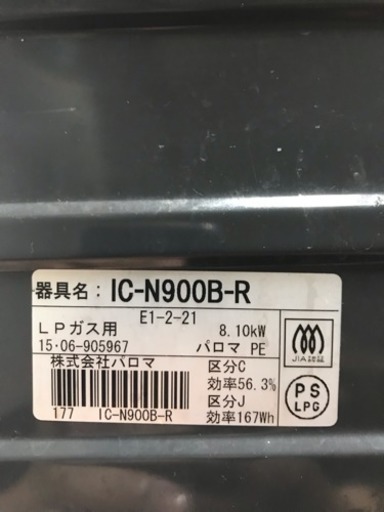 器具名: IC-N900B-R
E1-2-21
LPガス用 8.10kW
15・06-905967 パロマ PE
株式会社パロマ 区分C
効率56.3%
区分J
177 IC-N900B-R 効率167Wh
JIA認証
PS
LPG